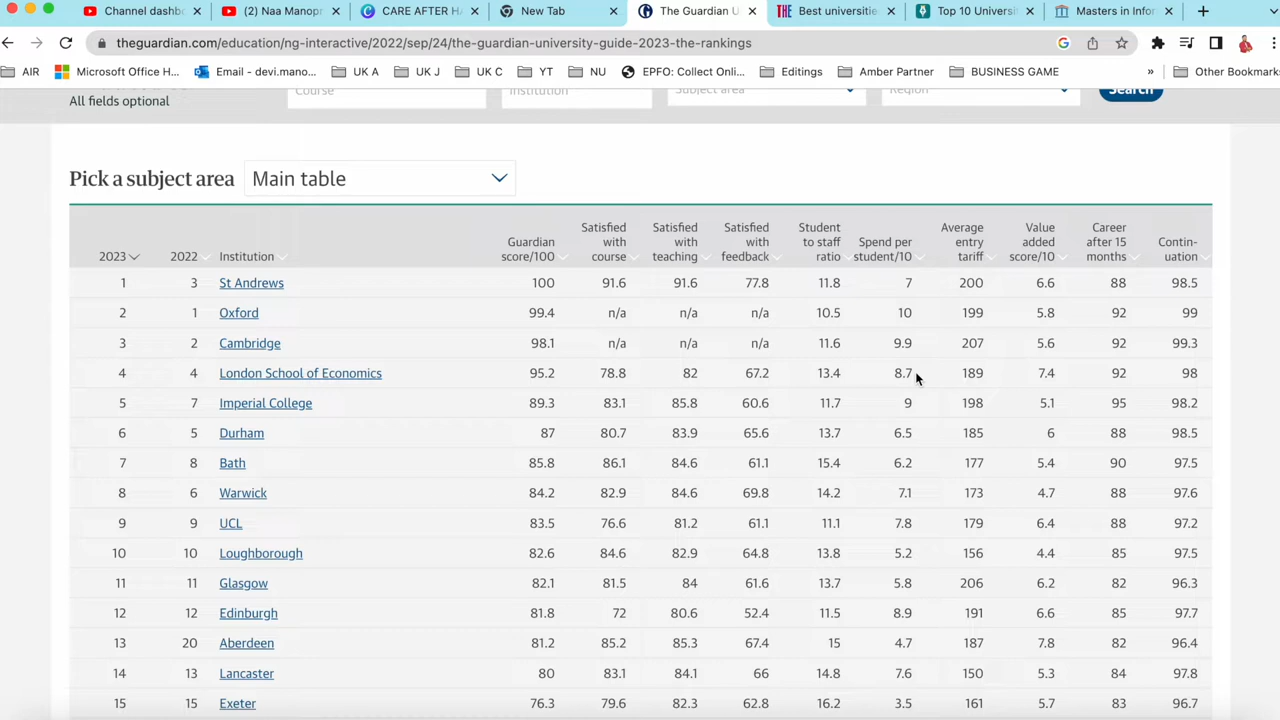 Channel dashb
(2) Naa Manop
CARE AFTER H
New Tab
The Guardian U
Best universitie
Top 10 Universi
Masters in Infor
theguardian.com/education/ng-interactive/2022/sep/24/the-guardian-university-guide-2023-the-rankings
AIR Microsoft Office H... Email - devi.mano... UK A UK J UK C YT NU EPFO: Collect Onli... Editings Amber Partner BUSINESS GAME » Other Bookmark
All fields optional Course Institution Subject area Region Search
Pick a subject area Main table
2023 2022 Institution Guardian score/100 Satisfied with course Satisfied with teaching Satisfied with feedback Student to staff ratio Spend per student/10 Average entry tariff Value added score/10 Career after 15 months Contin-uation
1 3 St Andrews 100 91.6 91.6 77.8 11.8 7 200 6.6 88 98.5
2 1 Oxford 99.4 n/a n/a n/a 10.5 10 199 5.8 92 99
3 2 Cambridge 98.1 n/a n/a n/a 11.6 9.9 207 5.6 92 99.3
4 4 London School of Economics 95.2 78.8 82 67.2 13.4 8.7 189 7.4 92 98
5 7 Imperial College 89.3 83.1 85.8 60.6 11.7 9 198 5.1 95 98.2
6 5 Durham 87 80.7 83.9 65.6 13.7 6.5 185 6 88 98.5
7 8 Bath 85.8 86.1 84.6 61.1 15.4 6.2 177 5.4 90 97.5
8 6 Warwick 84.2 82.9 84.6 69.8 14.2 7.1 173 4.7 88 97.6
9 9 UCL 83.5 76.6 81.2 61.1 11.1 7.8 179 6.4 88 97.2
10 10 Loughborough 82.6 84.6 82.9 64.8 13.8 5.2 156 4.4 85 97.5
11 11 Glasgow 82.1 81.5 84 61.6 13.7 5.8 206 6.2 82 96.3
12 12 Edinburgh 81.8 72 80.6 52.4 11.5 8.9 191 6.6 85 97.7
13 20 Aberdeen 81.2 85.2 85.3 67.4 15 4.7 187 7.8 82 96.4
14 13 Lancaster 80 83.1 84.1 66 14.8 7.6 150 5.3 84 97.8
15 15 Exeter 76.3 79.6 82.3 62.8 16.2 3.5 161 5.7 83 96.7